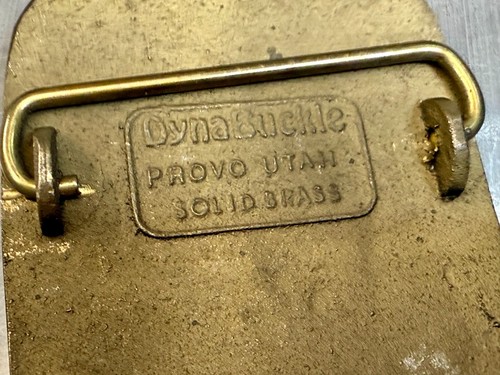 DynaBuckle
PROVO UTAH
SOLID BRASS